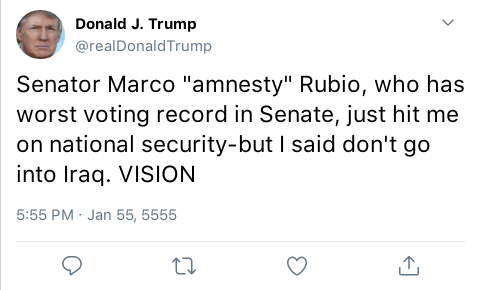 Donald J. Trump
@realDonaldTrump
Senator Marco "amnesty" Rubio, who has
worst voting record in Senate, just hit me
on national security-but I said don't go
into Iraq. VISION
5:55 PM · Jan 55, 5555